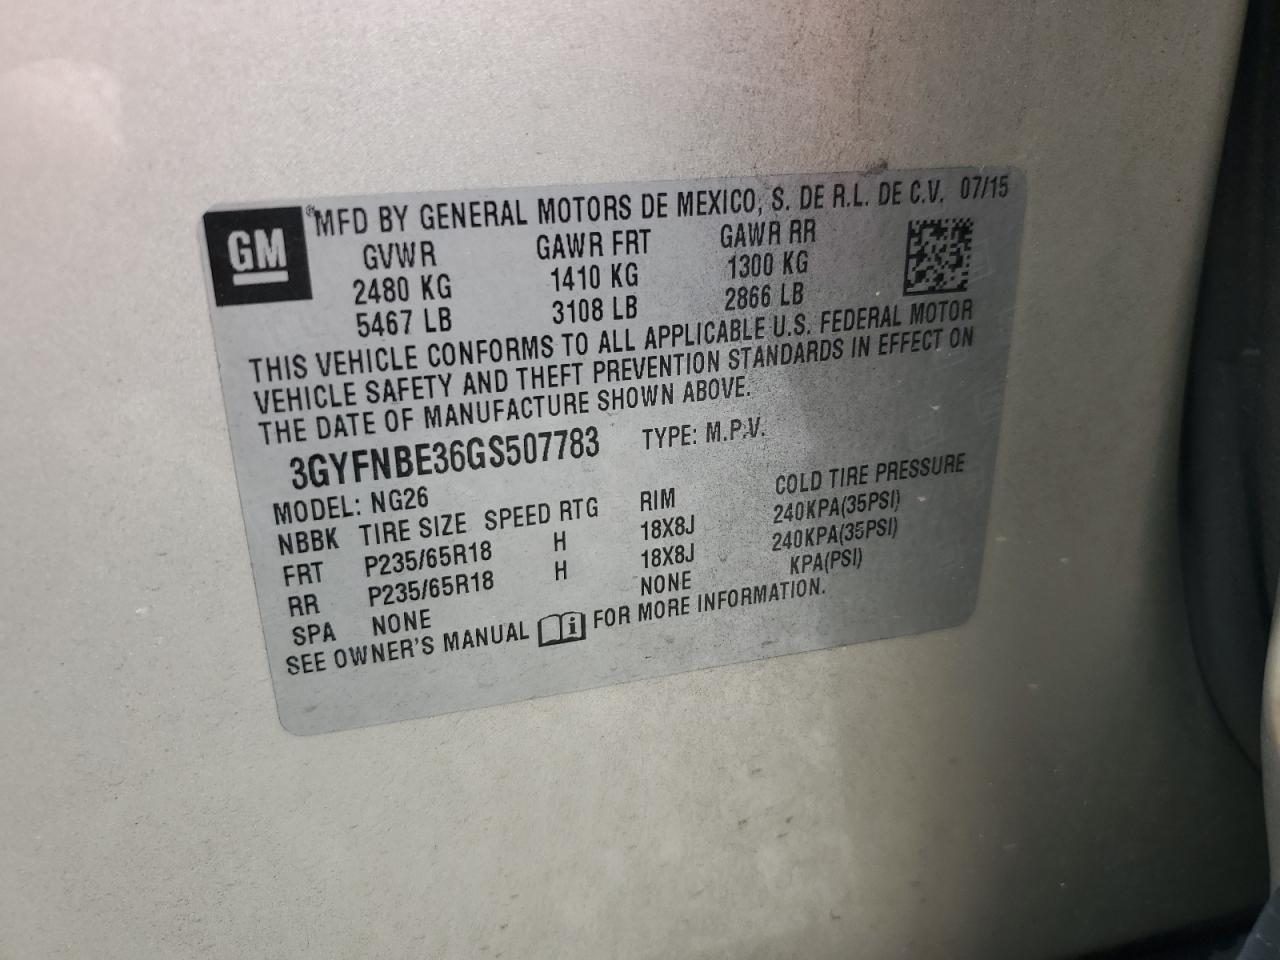 GM
® MFD BY GENERAL MOTORS DE MEXICO, S. DE R.L. DE C.V. 07/15
GVWR GAWR FRT GAWR RR
2480 KG 1410 KG 1300 KG
5467 LB 3108 LB 2866 LB
THIS VEHICLE CONFORMS TO ALL APPLICABLE U.S. FEDERAL MOTOR
VEHICLE SAFETY AND THEFT PREVENTION STANDARDS IN EFFECT ON
THE DATE OF MANUFACTURE SHOWN ABOVE.
3GYFNBE36GS507783 TYPE: M.P.V.
MODEL: NG26
NBBK TIRE SIZE SPEED RTG RIM COLD TIRE PRESSURE
FRT P235/65R18 H 18X8J 240KPA(35PSI)
RR P235/65R18 H 18X8J 240KPA(35PSI)
SPA NONE NONE KPA(PSI)
SEE OWNER'S MANUAL i FOR MORE INFORMATION.